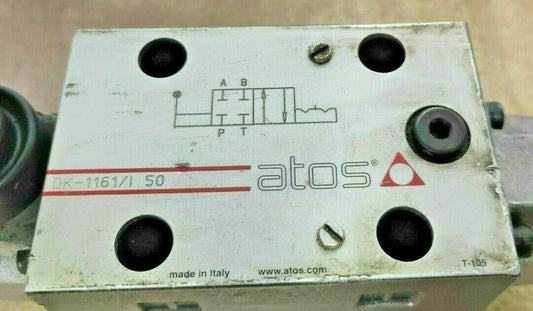 A B
P T
DK-1161/I 50
atos®
made in Italy www.atos.com
T-105